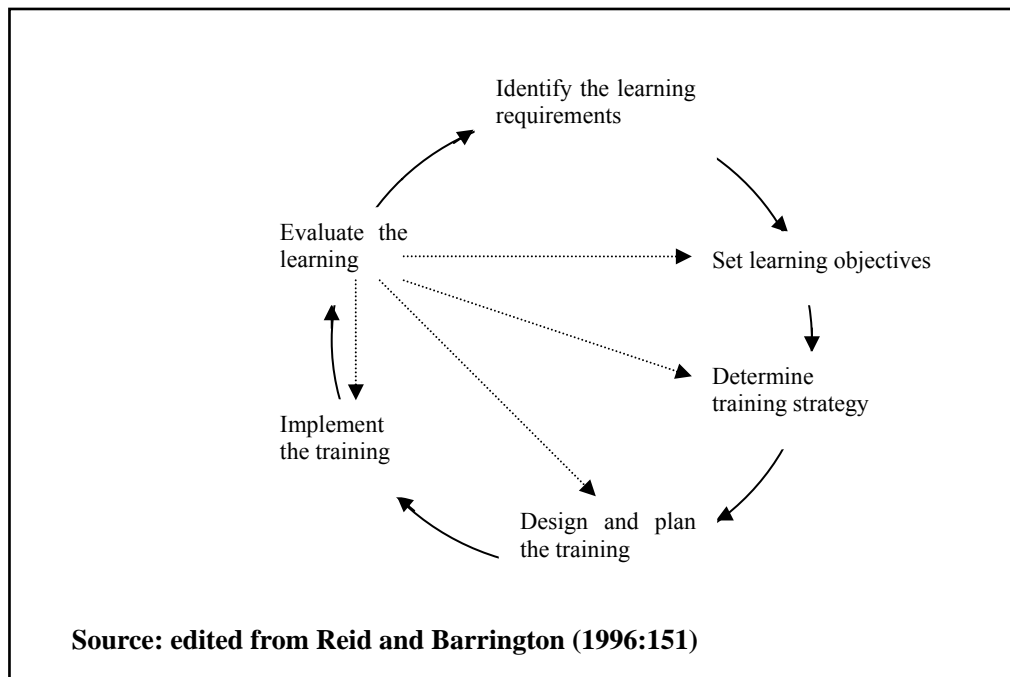 Identify the learning
requirements
Evaluate the
learning
Set learning objectives
Determine
training strategy
Implement
the training
Design and plan
the training
Source: edited from Reid and Barrington (1996:151)